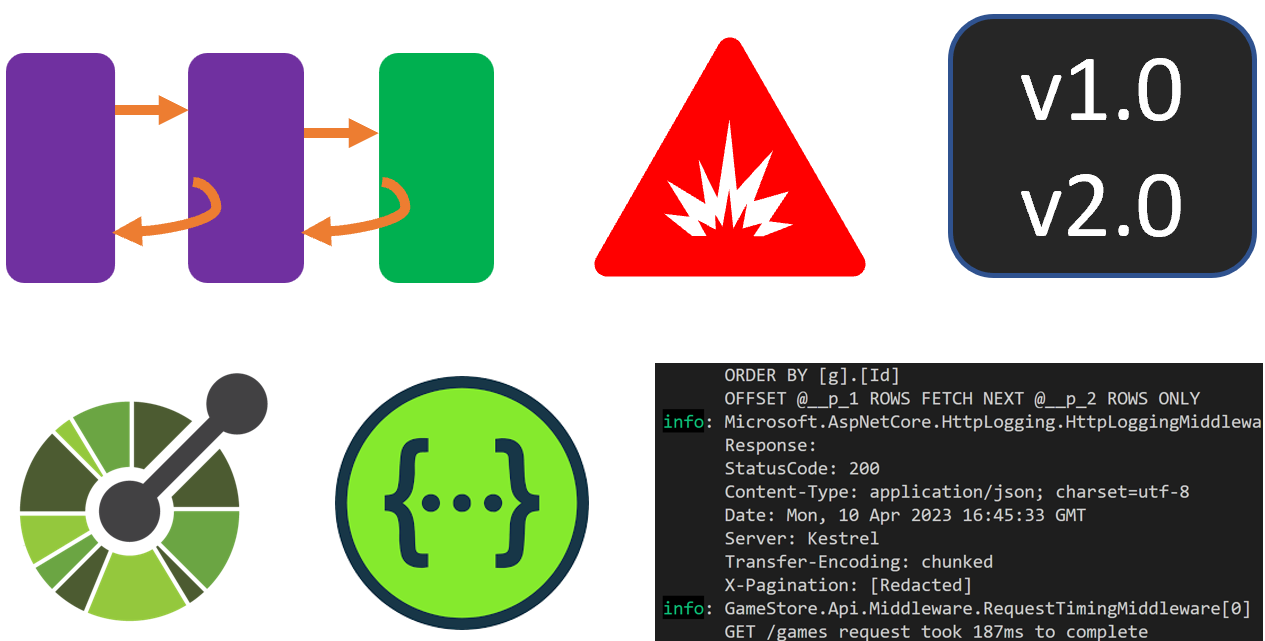 v1.0
v2.0
{...}
ORDER BY [g].[Id]
OFFSET @__p_1 ROWS FETCH NEXT @__p_2 ROWS ONLY
info: Microsoft.AspNetCore.HttpLogging.HttpLoggingMiddlewa
Response:
StatusCode: 200
Content-Type: application/json; charset=utf-8
Date: Mon, 10 Apr 2023 16:45:33 GMT
Server: Kestrel
Transfer-Encoding: chunked
X-Pagination: [Redacted]
info: GameStore.Api.Middleware.RequestTimingMiddleware[0]
GET /games request took 187ms to complete